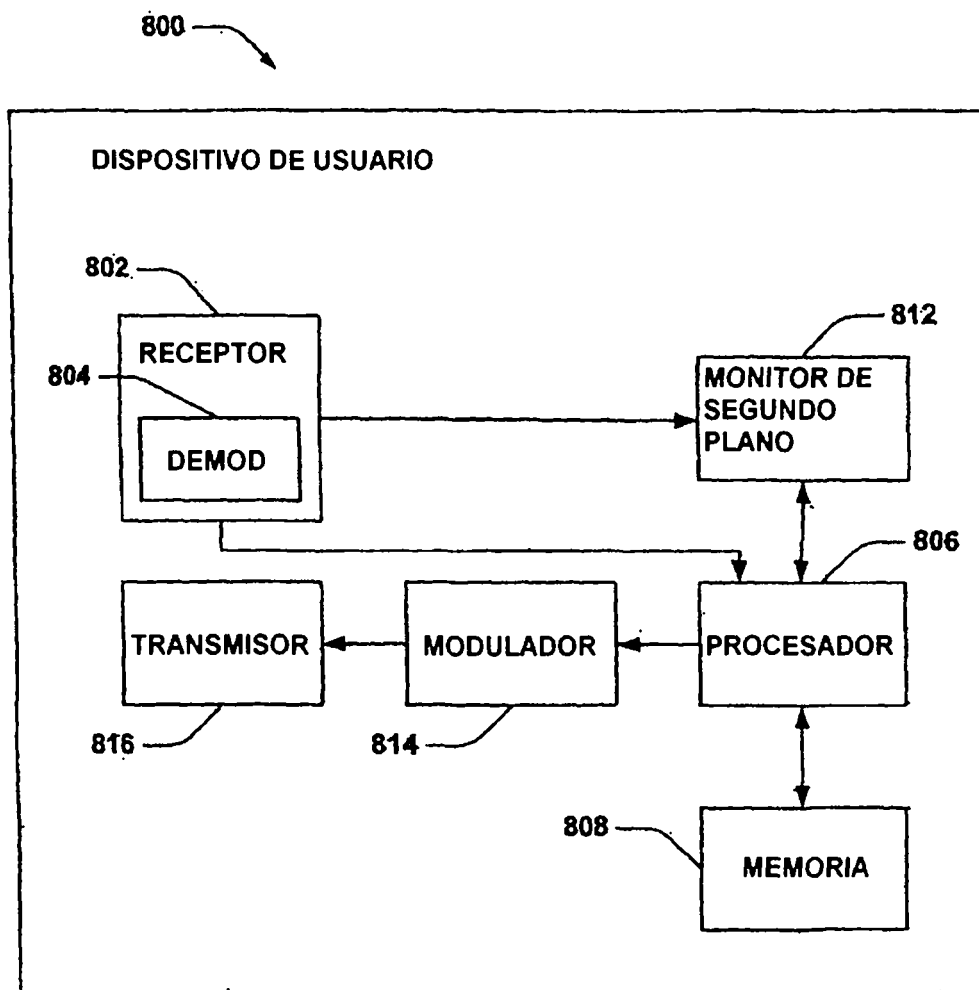 800
DISPOSITIVO DE USUARIO
802
RECEPTOR
804
DEMOD
812
MONITOR DE
SEGUNDO
PLANO
806
TRANSMISOR
MODULADOR
PROCESADOR
816
814
808
MEMORIA